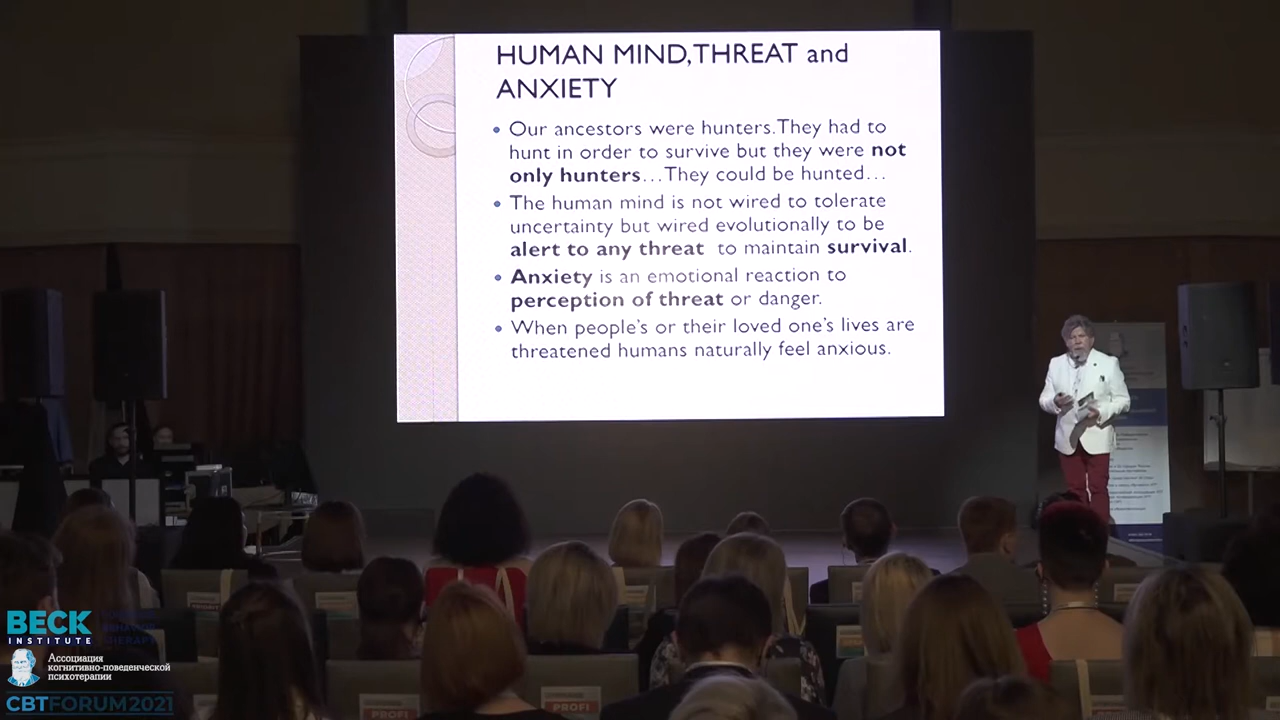 HUMAN MIND,THREAT and
ANXIETY
• Our ancestors were hunters.They had to
hunt in order to survive but they were not
only hunters…They could be hunted…
• The human mind is not wired to tolerate
uncertainty but wired evolutionally to be
alert to any threat to maintain survival.
• Anxiety is an emotional reaction to
perception of threat or danger.
• When people's or their loved one's lives are
threatened humans naturally feel anxious.
BECK
INSTITUTE
Ассоциация
когнитивно-поведенческой
психотерапии
CBTFORUM2021
PROFI
PROFI